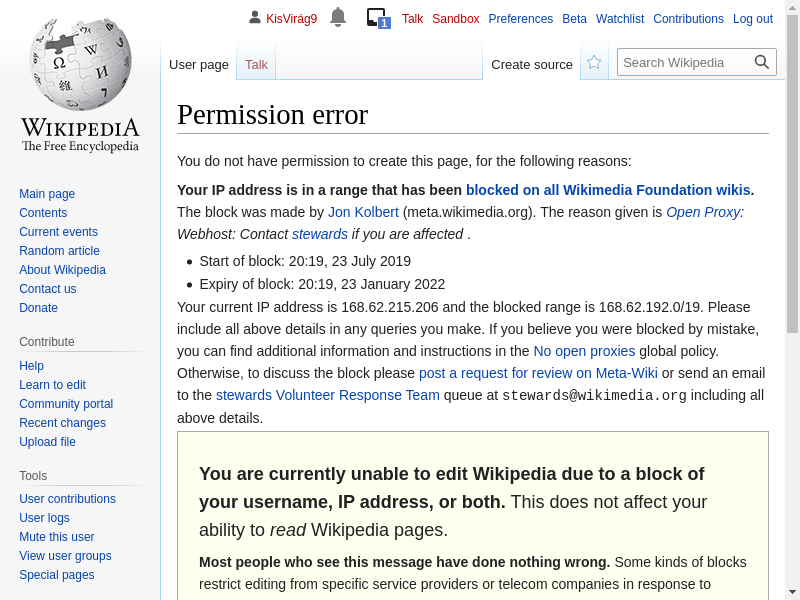 KisVirág9 1 Talk Sandbox Preferences Beta Watchlist Contributions Log out
User page Talk Create source Search Wikipedia
WIKIPEDIA
The Free Encyclopedia
Main page
Contents
Current events
Random article
About Wikipedia
Contact us
Donate
Contribute
Help
Learn to edit
Community portal
Recent changes
Upload file
Tools
User contributions
User logs
Mute this user
View user groups
Special pages
Permission error
You do not have permission to create this page, for the following reasons:
Your IP address is in a range that has been blocked on all Wikimedia Foundation wikis.
The block was made by Jon Kolbert (meta.wikimedia.org). The reason given is Open Proxy:
Webhost: Contact stewards if you are affected .
• Start of block: 20:19, 23 July 2019
• Expiry of block: 20:19, 23 January 2022
Your current IP address is 168.62.215.206 and the blocked range is 168.62.192.0/19. Please
include all above details in any queries you make. If you believe you were blocked by mistake,
you can find additional information and instructions in the No open proxies global policy.
Otherwise, to discuss the block please post a request for review on Meta-Wiki or send an email
to the stewards Volunteer Response Team queue at stewards@wikimedia.org including all
above details.
You are currently unable to edit Wikipedia due to a block of
your username, IP address, or both. This does not affect your
ability to read Wikipedia pages.
Most people who see this message have done nothing wrong. Some kinds of blocks
restrict editing from specific service providers or telecom companies in response to